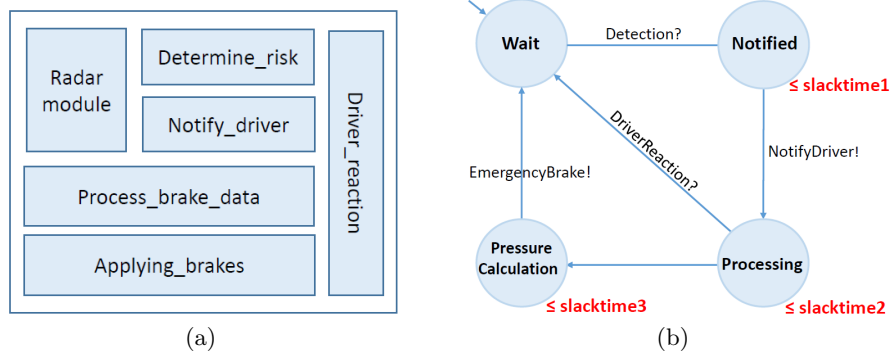 Radar
module
Determine_risk
Notify_driver
Driver_reaction
Process_brake_data
Applying_brakes
(a)
Wait
Detection?
Notified
≤ slacktime1
DriverReaction?
NotifyDriver!
EmergencyBrake!
Pressure
Calculation
≤ slacktime3
Processing
≤ slacktime2
(b)